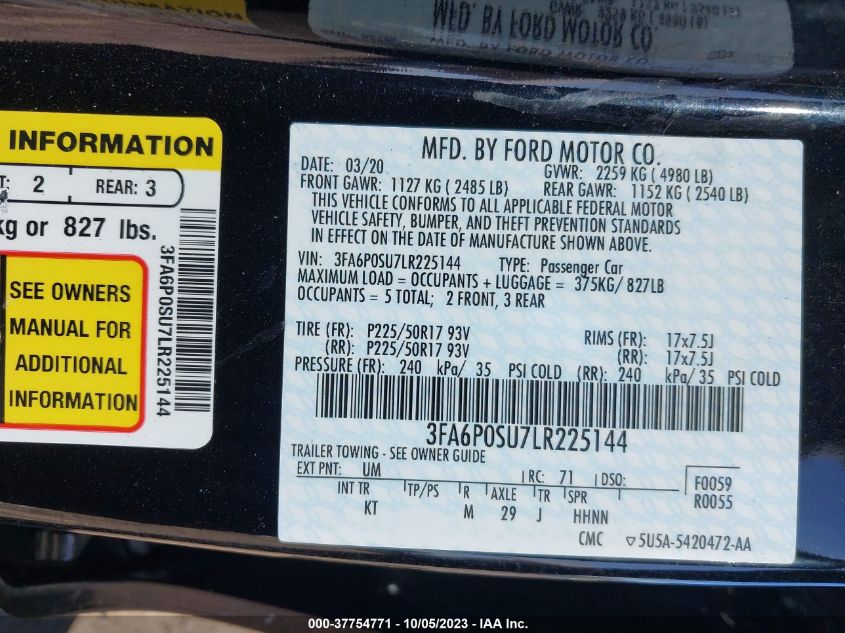 INFORMATION
T: 2 REAR: 3
kg or 827 lbs.
SEE OWNERS
MANUAL FOR
ADDITIONAL
INFORMATION
3FA6P0SU7LR225144
GVWR: 2259 KG ( 4980 LB)
MFD. BY FORD MOTOR CO.
MFD. BY FORD MOTOR CO.
DATE: 03/20 GVWR: 2259 KG ( 4980 LB)
FRONT GAWR: 1127 KG ( 2485 LB) REAR GAWR: 1152 KG ( 2540 LB)
THIS VEHICLE CONFORMS TO ALL APPLICABLE FEDERAL MOTOR
VEHICLE SAFETY, BUMPER, AND THEFT PREVENTION STANDARDS
IN EFFECT ON THE DATE OF MANUFACTURE SHOWN ABOVE.
VIN: 3FA6P0SU7LR225144 TYPE: Passenger Car
MAXIMUM LOAD = OCCUPANTS + LUGGAGE = 375KG/ 827LB
OCCUPANTS = 5 TOTAL; 2 FRONT, 3 REAR
TIRE (FR): P225/50R17 93V RIMS (FR): 17x7.5J
(RR): P225/50R17 93V (RR): 17x7.5J
PRESSURE (FR): 240 kPa/ 35 PSI COLD (RR): 240 kPa/ 35 PSI COLD
3FA6P0SU7LR225144
TRAILER TOWING - SEE OWNER GUIDE
EXT PNT: UM RC: 71 DSO: F0059
R0055
INT TR TP/PS R AXLE TR SPR
KT M 29 J HHNN
CMC ▽5U5A-5420472-AA
000-37754771 - 10/05/2023 - IAA Inc.